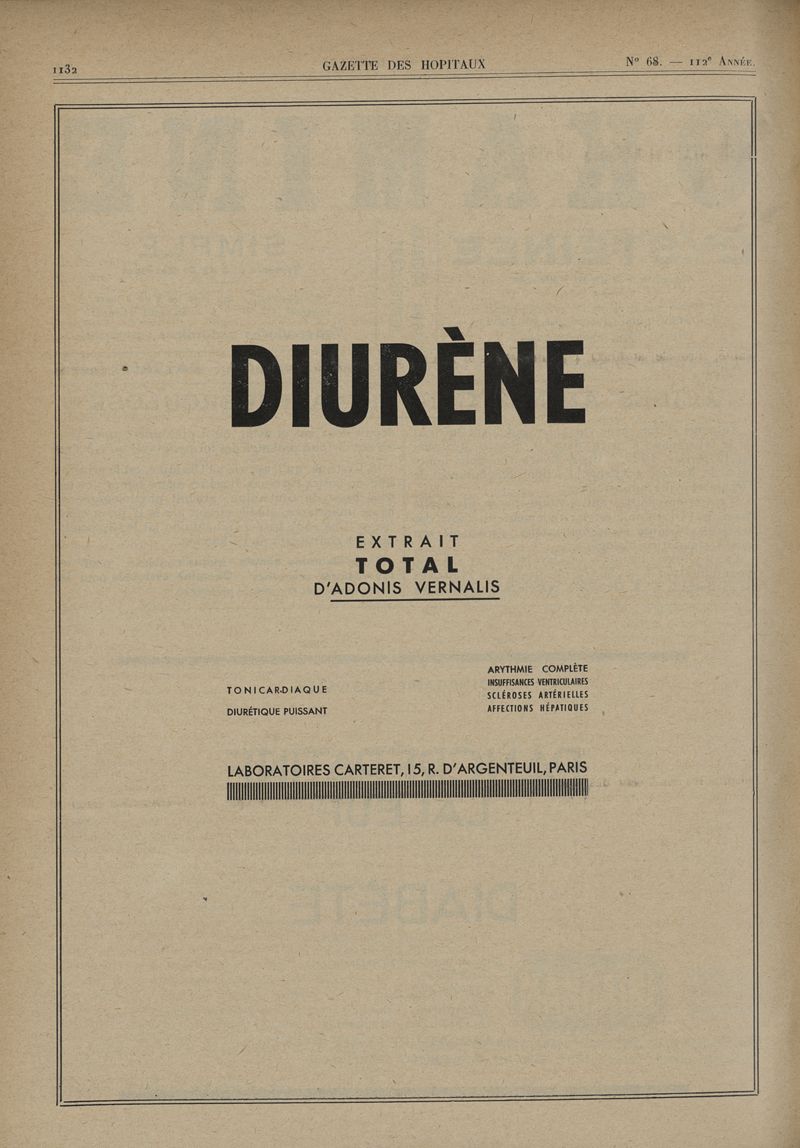 1132
GAZETTE DES HOPITAUX
N° 68. — 112e ANNÉE.
DIURÈNE
EXTRAIT
TOTAL
D'ADONIS VERNALIS
TONICARDIAQUE
DIURÉTIQUE PUISSANT
ARYTHMIE COMPLÈTE
INSUFFISANCES VENTRICULAIRES
SCLÉROSES ARTÉRIELLES
AFFECTIONS HÉPATIQUES
LABORATOIRES CARTERET, 15, R. D'ARGENTEUIL, PARIS